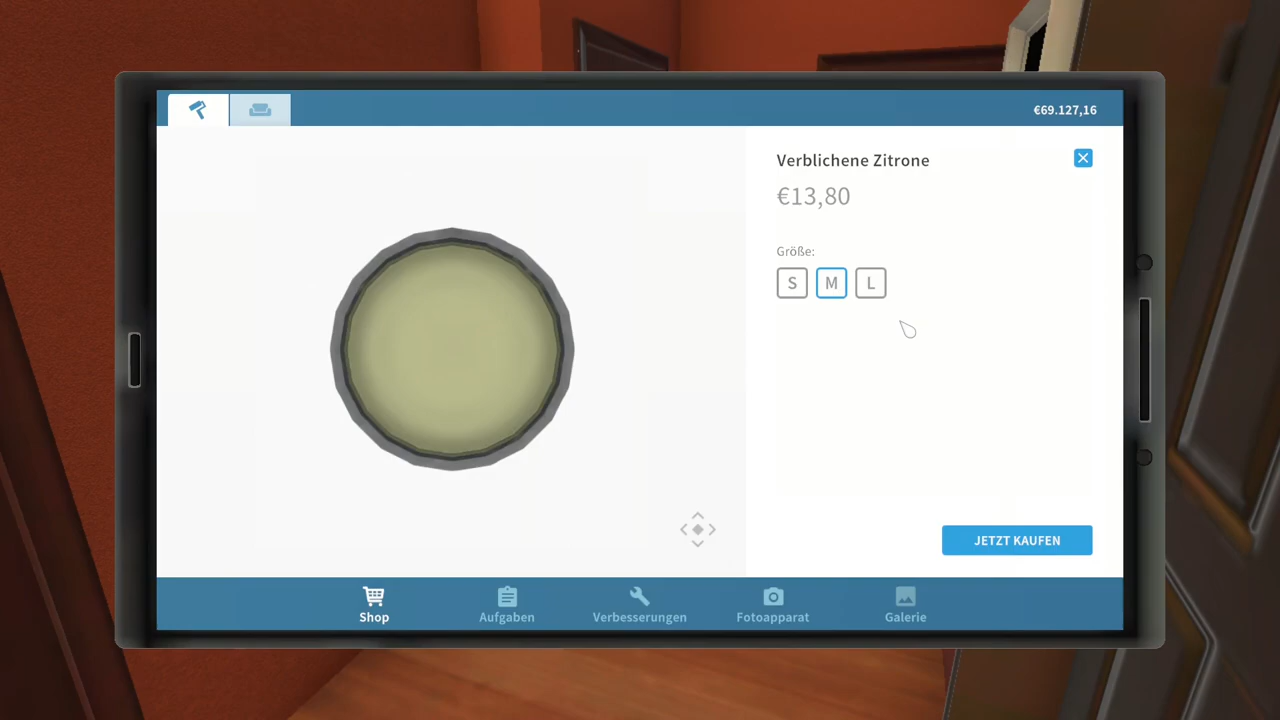 €69.127,16
Verblichene Zitrone
€13,80
Größe:
S M L
JETZT KAUFEN
Shop Aufgaben Verbesserungen Fotoapparat Galerie